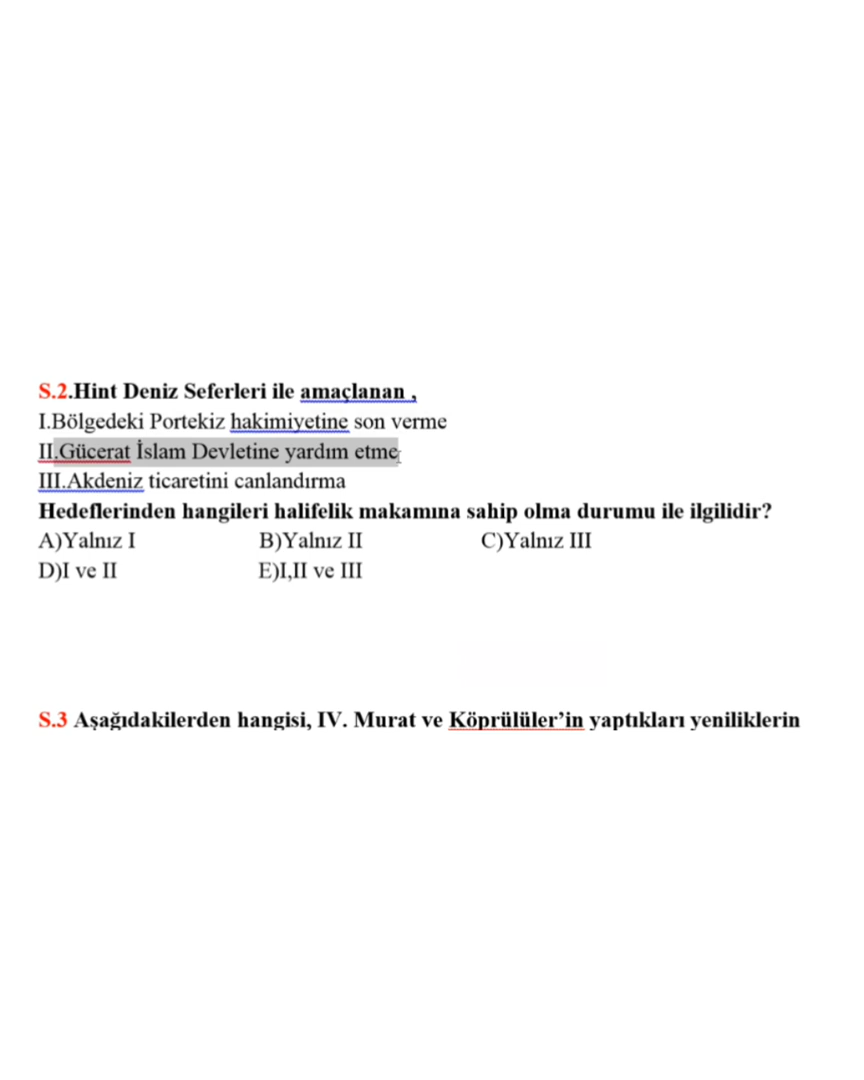 S.2.Hint Deniz Seferleri ile amaçlanan ,
I.Bölgedeki Portekiz hakimiyetine son verme
II.Gücerat İslam Devletine yardım etme
III.Akdeniz ticaretini canlandırma
Hedeflerinden hangileri halifelik makamına sahip olma durumu ile ilgilidir?
A)Yalnız I B)Yalnız II C)Yalnız III
D)I ve II E)I,II ve III
S.3 Aşağıdakilerden hangisi, IV. Murat ve Köprülüler’in yaptıkları yeniliklerin